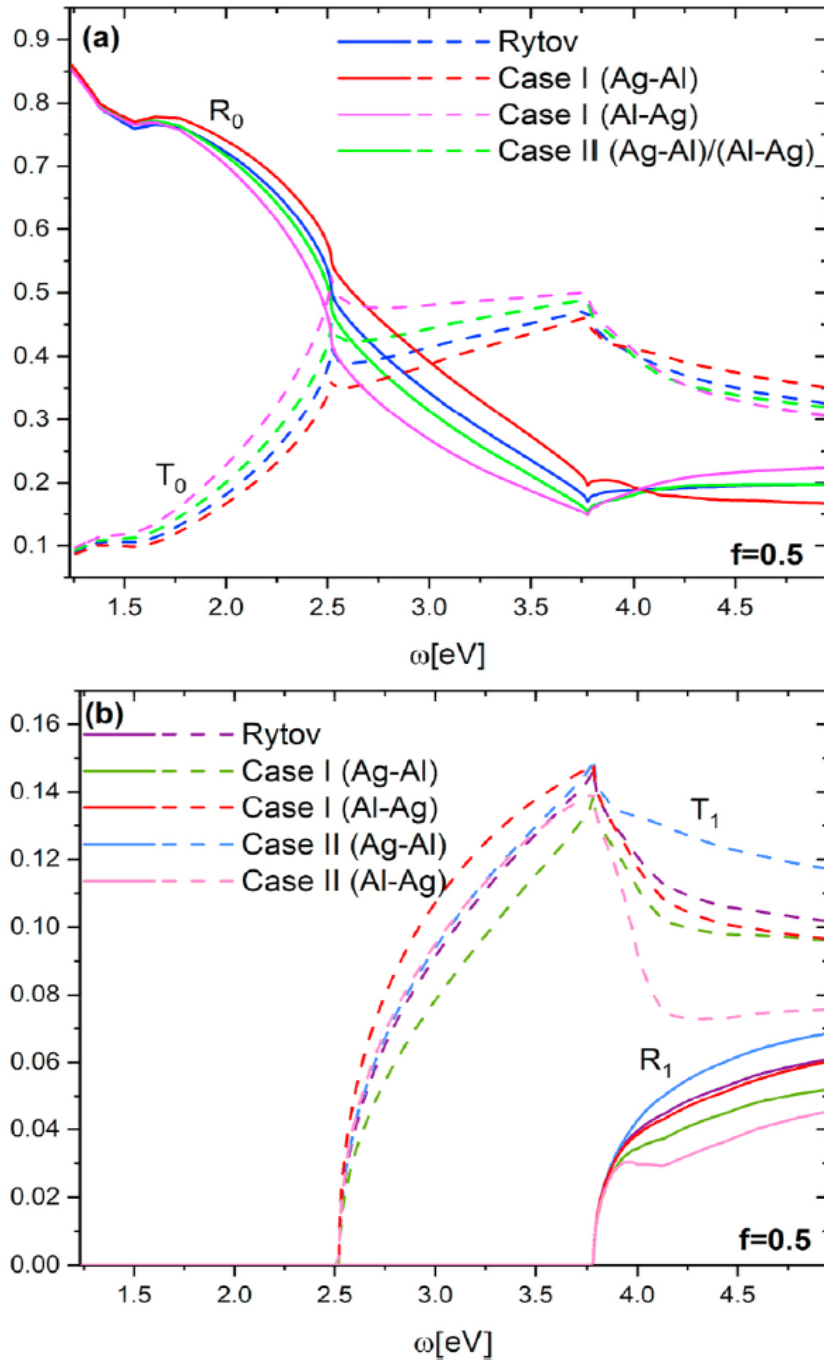 (a)
Rytov
Case I (Ag-Al)
Case I (Al-Ag)
Case II (Ag-Al)/(Al-Ag)
R₀
T₀
0.9
0.8
0.7
0.6
0.5
0.4
0.3
0.2
0.1
f=0.5
1.5 2.0 2.5 3.0 3.5 4.0 4.5
ω[eV]
(b)
Rytov
Case I (Ag-Al)
Case I (Al-Ag)
Case II (Ag-Al)
Case II (Al-Ag)
T₁
R₁
0.16
0.14
0.12
0.10
0.08
0.06
0.04
0.02
0.00
f=0.5
1.5 2.0 2.5 3.0 3.5 4.0 4.5
ω[eV]